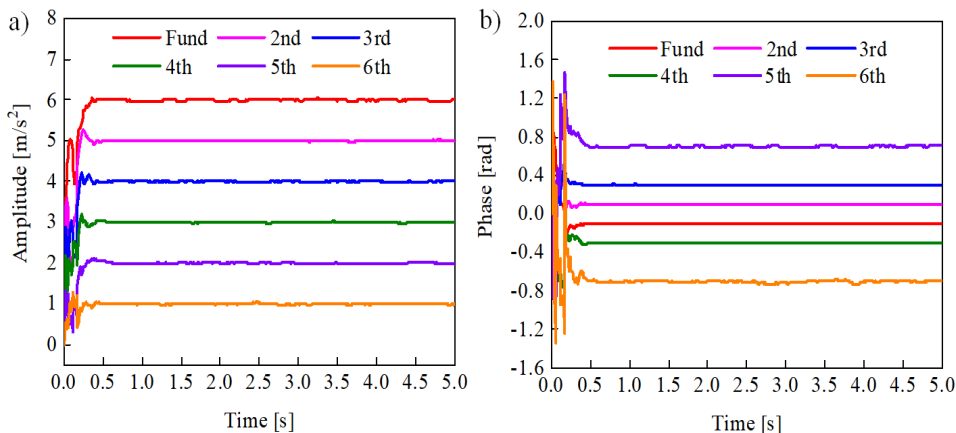 a)
Amplitude [m/s²]
8
7
6
5
4
3
2
1
0
Fund 2nd 3rd
4th 5th 6th
0.0 0.5 1.0 1.5 2.0 2.5 3.0 3.5 4.0 4.5 5.0
Time [s]
b)
Phase [rad]
2.0
1.6
1.2
0.8
0.4
0.0
-0.4
-0.8
-1.2
-1.6
Fund 2nd 3rd
4th 5th 6th
0.0 0.5 1.0 1.5 2.0 2.5 3.0 3.5 4.0 4.5 5.0
Time [s]